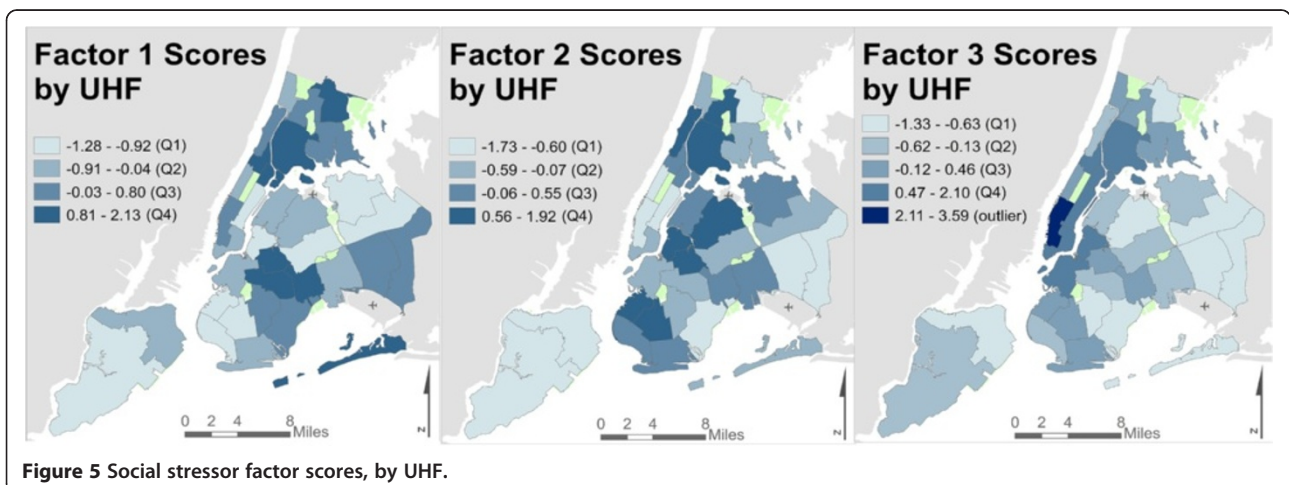 Factor 1 Scores
by UHF
-1.28 - -0.92 (Q1)
-0.91 - -0.04 (Q2)
-0.03 - 0.80 (Q3)
0.81 - 2.13 (Q4)
0 2 4 8
Miles
N
Factor 2 Scores
by UHF
-1.73 - -0.60 (Q1)
-0.59 - -0.07 (Q2)
-0.06 - 0.55 (Q3)
0.56 - 1.92 (Q4)
0 2 4 8
Miles
N
Factor 3 Scores
by UHF
-1.33 - -0.63 (Q1)
-0.62 - -0.13 (Q2)
-0.12 - 0.46 (Q3)
0.47 - 2.10 (Q4)
2.11 - 3.59 (outlier)
0 2 4 8
Miles
N
Figure 5 Social stressor factor scores, by UHF.